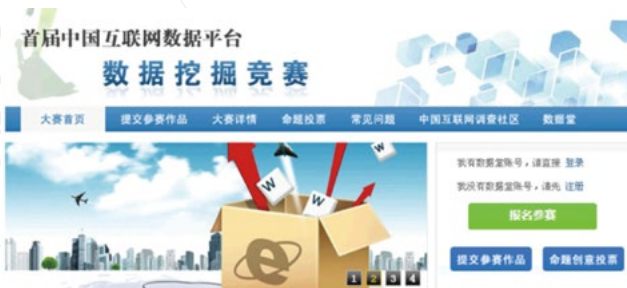 首届中国互联网数据平台
数据挖掘竞赛
大赛首页 提交参赛作品 大赛详情 命题投票 常见问题 中国互联网调查社区 数据堂
W
W
W
我有数据堂账号，请直接 登录
我没有数据堂账号，请先 注册
报名参赛
提交参赛作品 命题创意投票
e
1 2 3 4